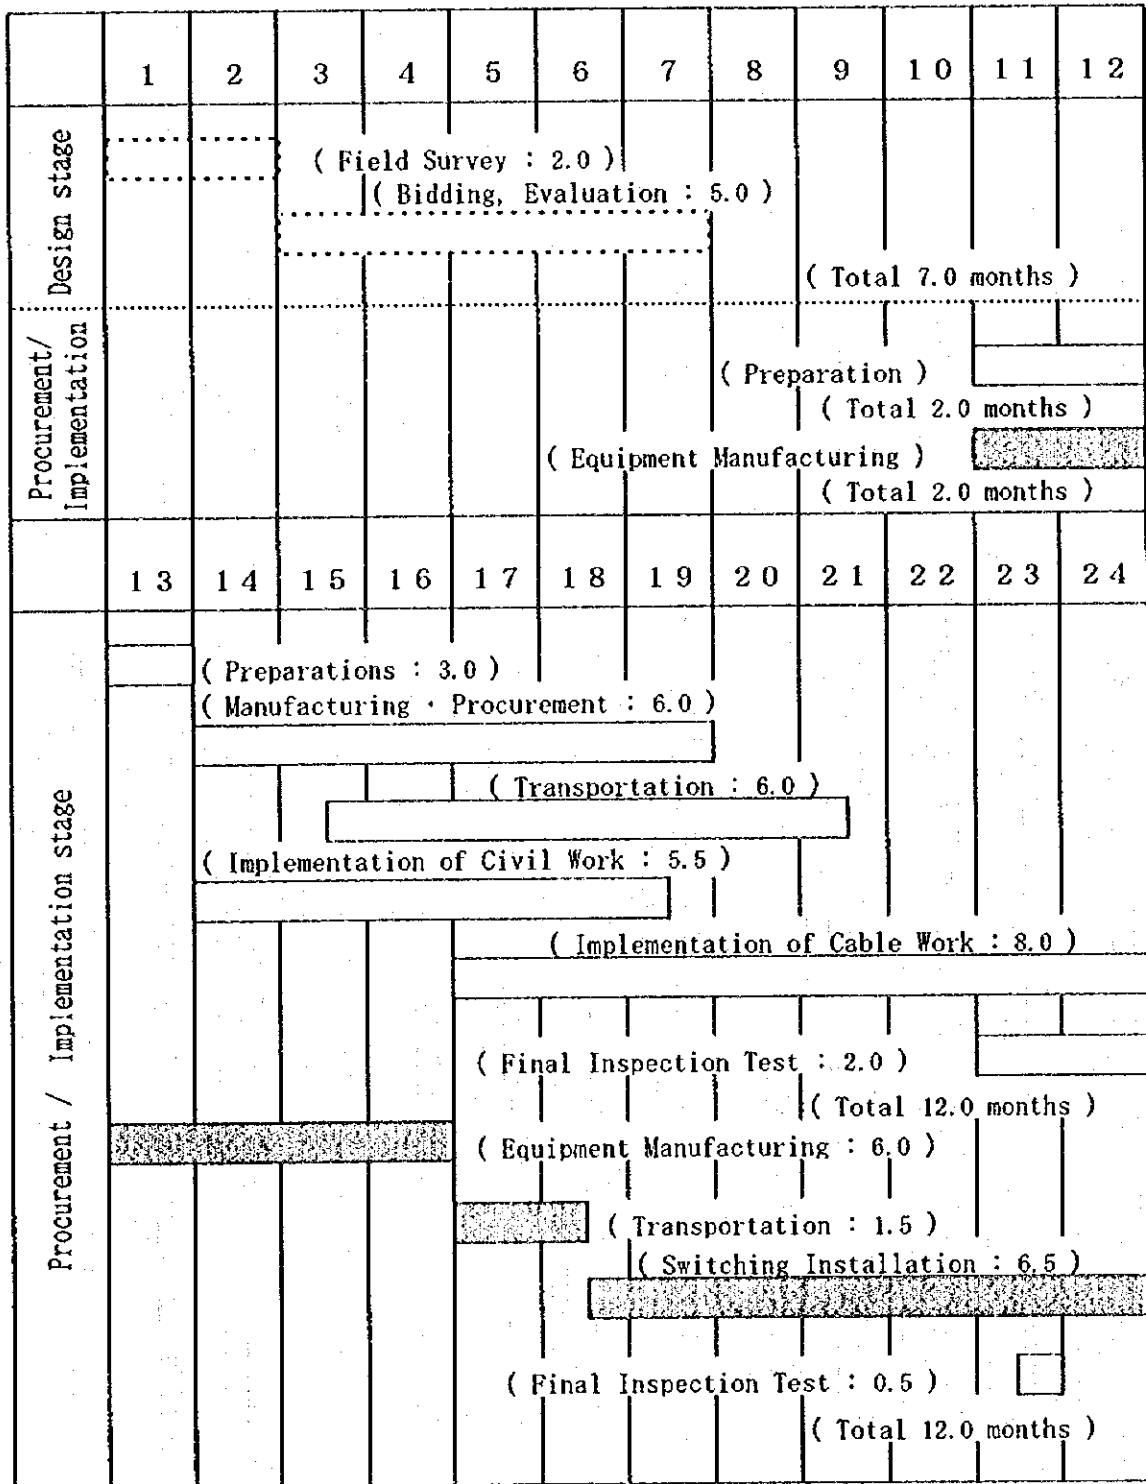 1 2 3 4 5 6 7 8 9 10 11 12
Design stage
( Field Survey : 2.0 )
( Bidding, Evaluation : 5.0 )
( Total 7.0 months )
Procurement/
Implementation
( Preparation )
( Total 2.0 months )
( Equipment Manufacturing )
( Total 2.0 months )
13 14 15 16 17 18 19 20 21 22 23 24
Procurement / Implementation stage
( Preparations : 3.0 )
( Manufacturing · Procurement : 6.0 )
( Transportation : 6.0 )
( Implementation of Civil Work : 5.5 )
( Implementation of Cable Work : 8.0 )
( Final Inspection Test : 2.0 )
( Total 12.0 months )
( Equipment Manufacturing : 6.0 )
( Transportation : 1.5 )
( Switching Installation : 6.5 )
( Final Inspection Test : 0.5 )
( Total 12.0 months )